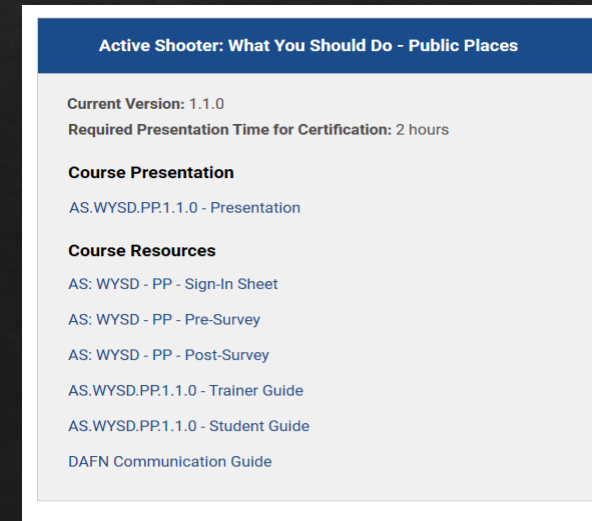 Active Shooter: What You Should Do - Public Places
Current Version: 1.1.0
Required Presentation Time for Certification: 2 hours
Course Presentation
AS.WYSD.PP.1.1.0 - Presentation
Course Resources
AS: WYSD - PP - Sign-In Sheet
AS: WYSD - PP - Pre-Survey
AS: WYSD - PP - Post-Survey
AS.WYSD.PP.1.1.0 - Trainer Guide
AS.WYSD.PP.1.1.0 - Student Guide
DAFN Communication Guide